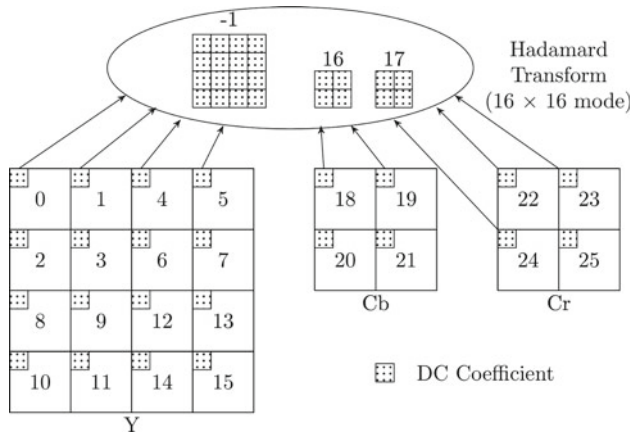 -1
16 17
Hadamard
Transform
(16 × 16 mode)
0 1 4 5
2 3 6 7
8 9 12 13
10 11 14 15
Y
18 19
20 21
Cb
22 23
24 25
Cr
DC Coefficient